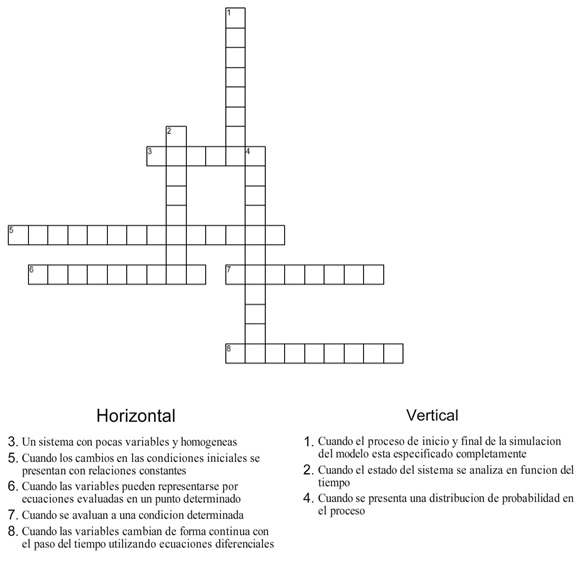 1
2
3
4
5
6
7
8
Horizontal
3. Un sistema con pocas variables y homogeneas
5. Cuando los cambios en las condiciones iniciales se
presentan con relaciones constantes
6. Cuando las variables pueden representarse por
ecuaciones evaluadas en un punto determinado
7. Cuando se avaluan a una condicion determinada
8. Cuando las variables cambian de forma continua con
el paso del tiempo utilizando ecuaciones diferenciales
Vertical
1. Cuando el proceso de inicio y final de la simulacion
del modelo esta especificado completamente
2. Cuando el estado del sistema se analiza en funcion del
tiempo
4. Cuando se presenta una distribucion de probabilidad en
el proceso